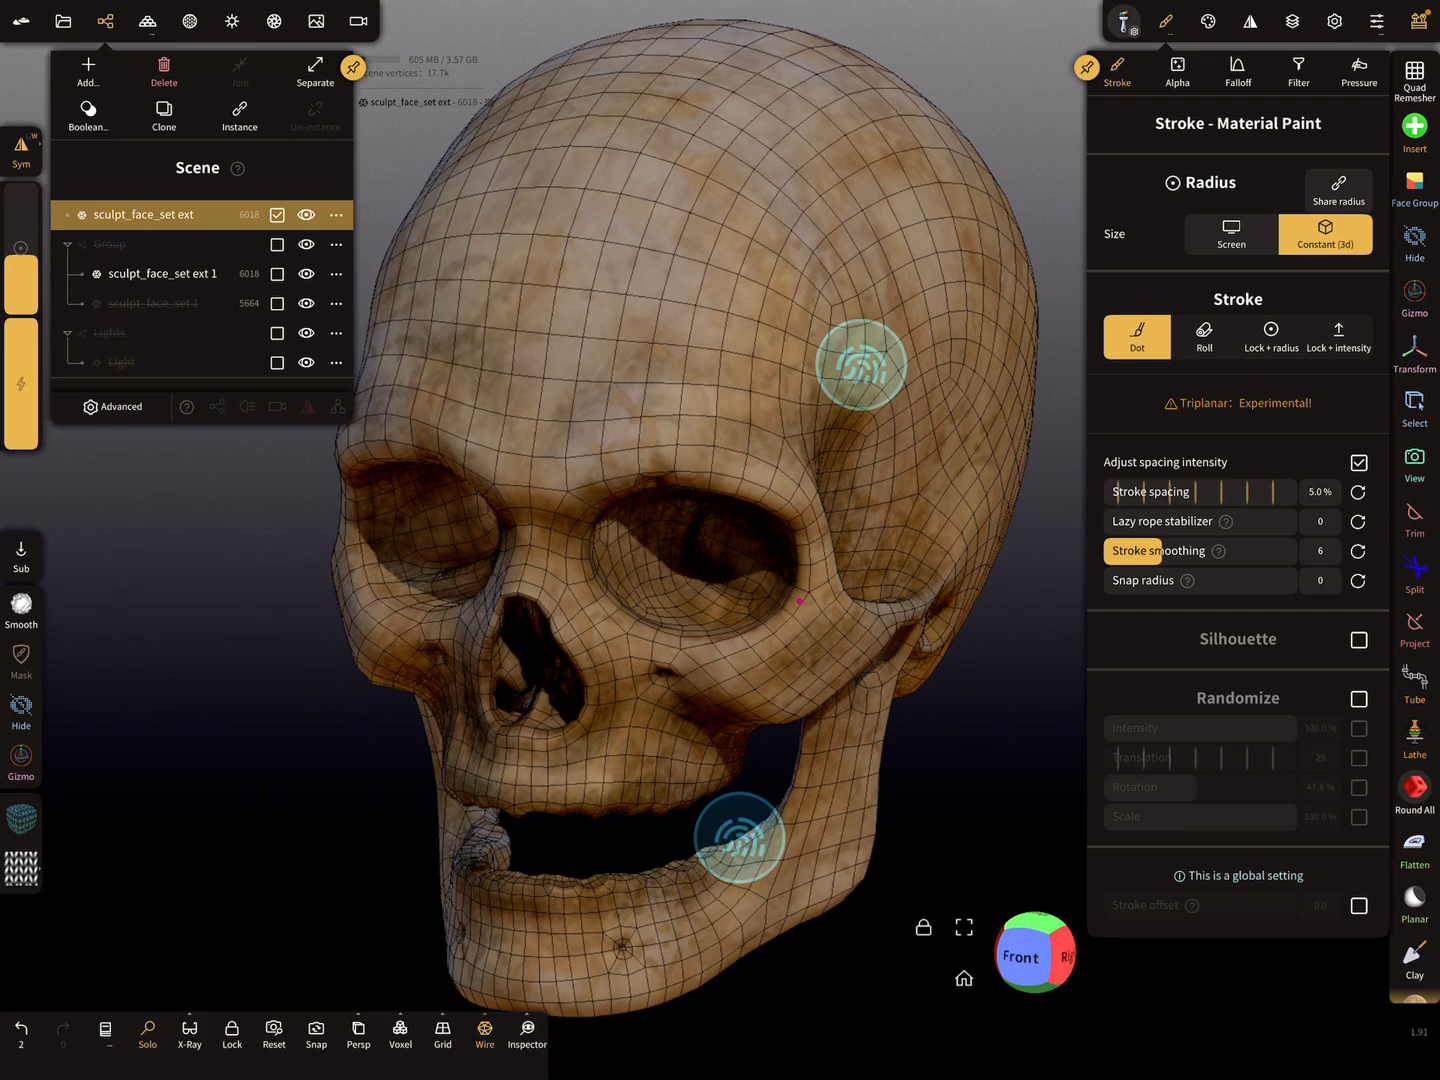 605 MB / 3.57 GB
cene vertices: 17.7k
sculpt_face_set ext - 6018 -
Add...
Delete
Join
Separate
Boolean...
Clone
Instance
Un-instance
Scene
sculpt_face_set ext 6018
Group
sculpt_face_set ext 1 6018
sculpt_face_set 1 5664
Lights
Light
Advanced
Sym
Sub
Smooth
Mask
Hide
Gizmo
2
0
...
Solo
X-Ray
Lock
Reset
Snap
Persp
Voxel
Grid
Wire
Inspector
Front
Ri
Stroke
Alpha
Falloff
Filter
Pressure
Stroke - Material Paint
Radius
Share radius
Size
Screen
Constant (3d)
Stroke
Dot
Roll
Lock + radius
Lock + intensity
Triplanar: Experimental!
Adjust spacing intensity
Stroke spacing 5.0 %
Lazy rope stabilizer 0
Stroke smoothing 6
Snap radius 0
Silhouette
Randomize
Intensity 100.0 %
Translation 29
Rotation 47.8 %
Scale 100.0 %
This is a global setting
Stroke offset 0.0
Quad
Remesher
Insert
Face Group
Hide
Gizmo
Transform
Select
View
Trim
Split
Project
Tube
Lathe
Round All
Flatten
Planar
Clay
1.91